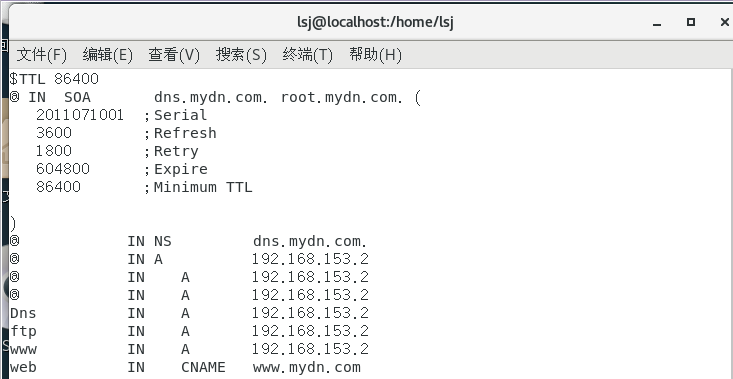 lsj@localhost:/home/lsj
文件(F) 编辑(E) 查看(V) 搜索(S) 终端(T) 帮助(H)
$TTL 86400
@ IN SOA dns.mydn.com. root.mydn.com. (
2011071001 ;Serial
3600 ;Refresh
1800 ;Retry
604800 ;Expire
86400 ;Minimum TTL
)
@ IN NS dns.mydn.com.
@ IN A 192.168.153.2
@ IN A 192.168.153.2
@ IN A 192.168.153.2
Dns IN A 192.168.153.2
ftp IN A 192.168.153.2
www IN A 192.168.153.2
web IN CNAME www.mydn.com